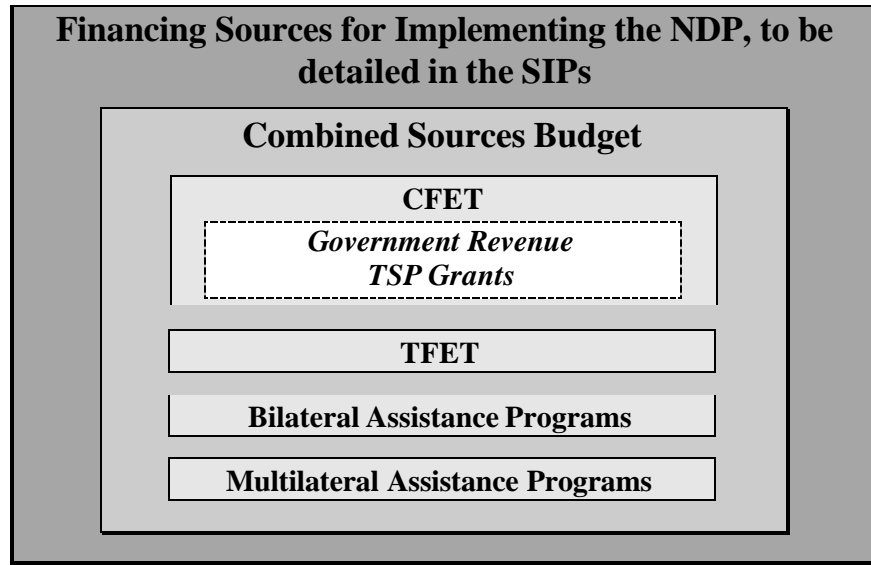 Financing Sources for Implementing the NDP, to be
detailed in the SIPs
Combined Sources Budget
CFET
Government Revenue
TSP Grants
TFET
Bilateral Assistance Programs
Multilateral Assistance Programs